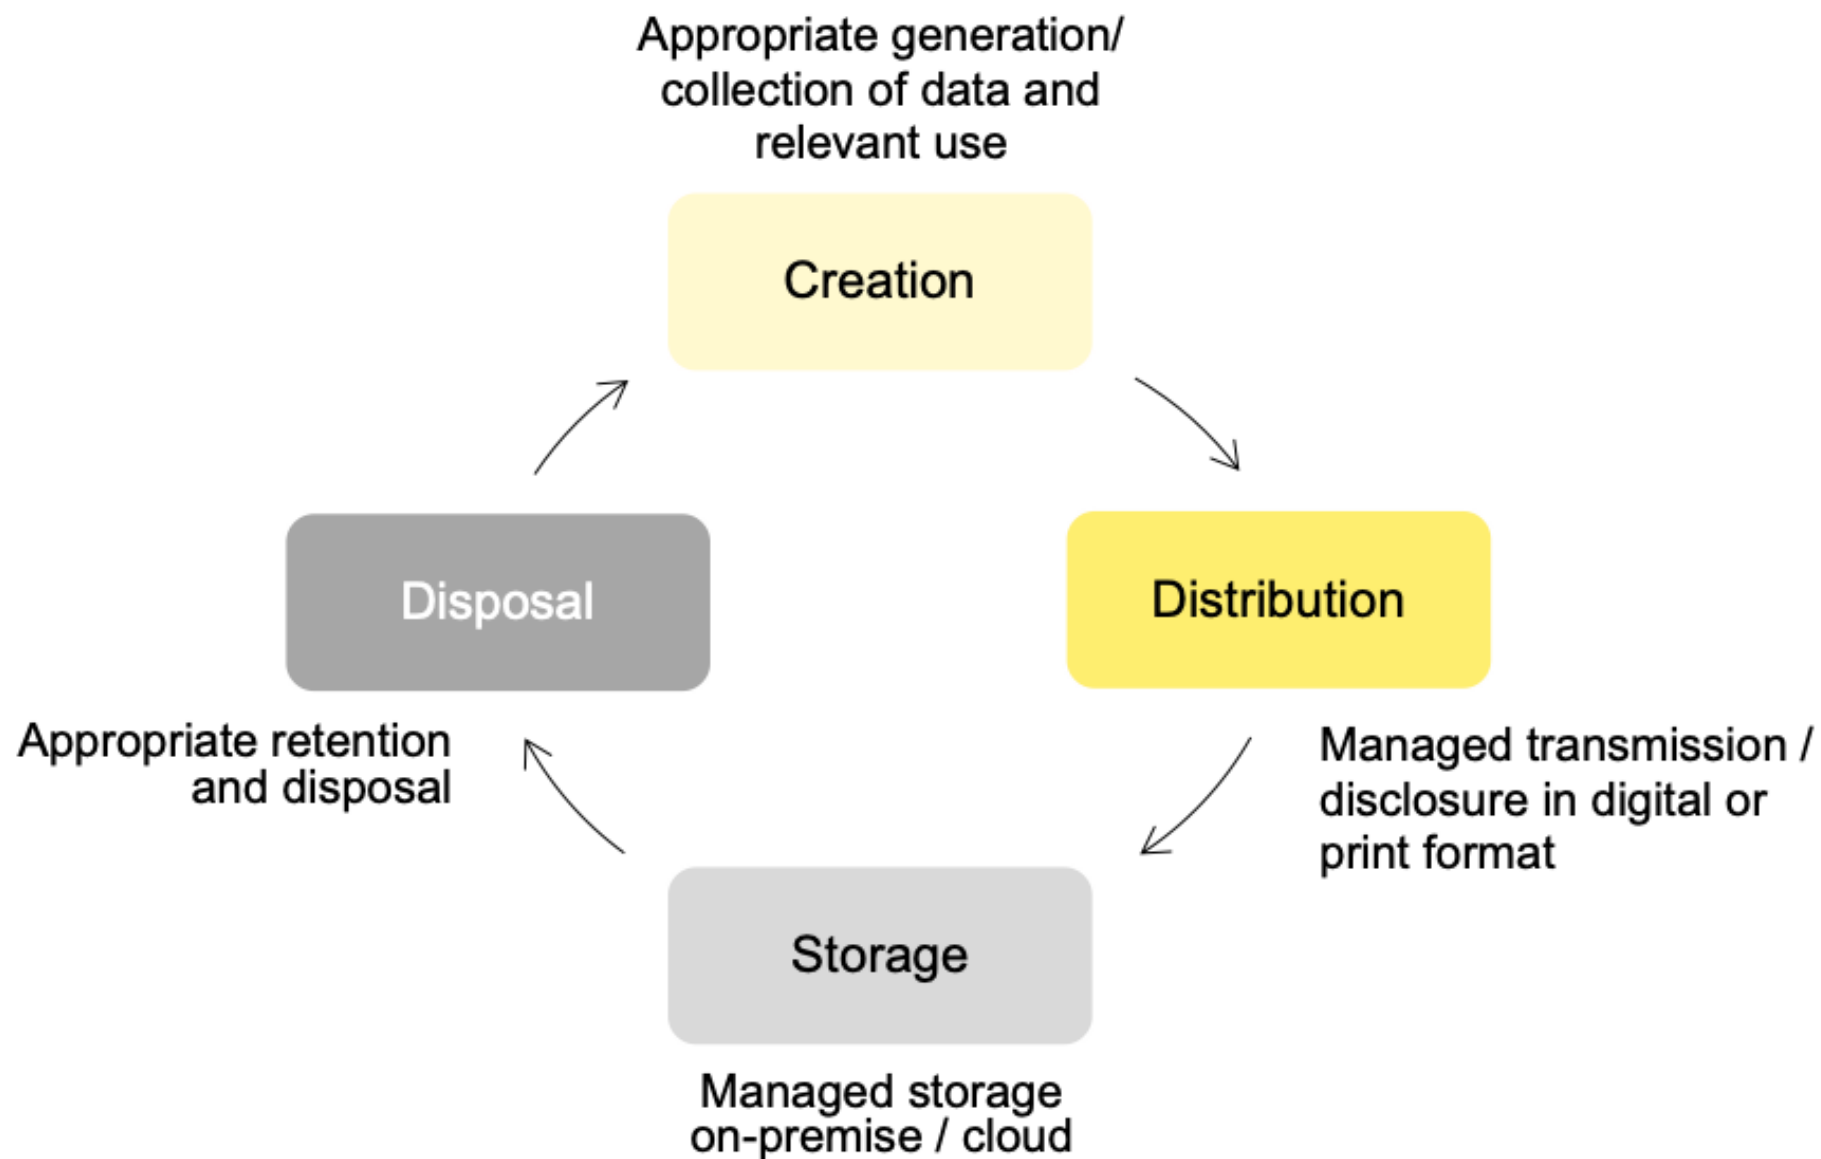 Appropriate generation/
collection of data and
relevant use
Creation
Disposal
Distribution
Appropriate retention
and disposal
Managed transmission /
disclosure in digital or
print format
Storage
Managed storage
on-premise / cloud